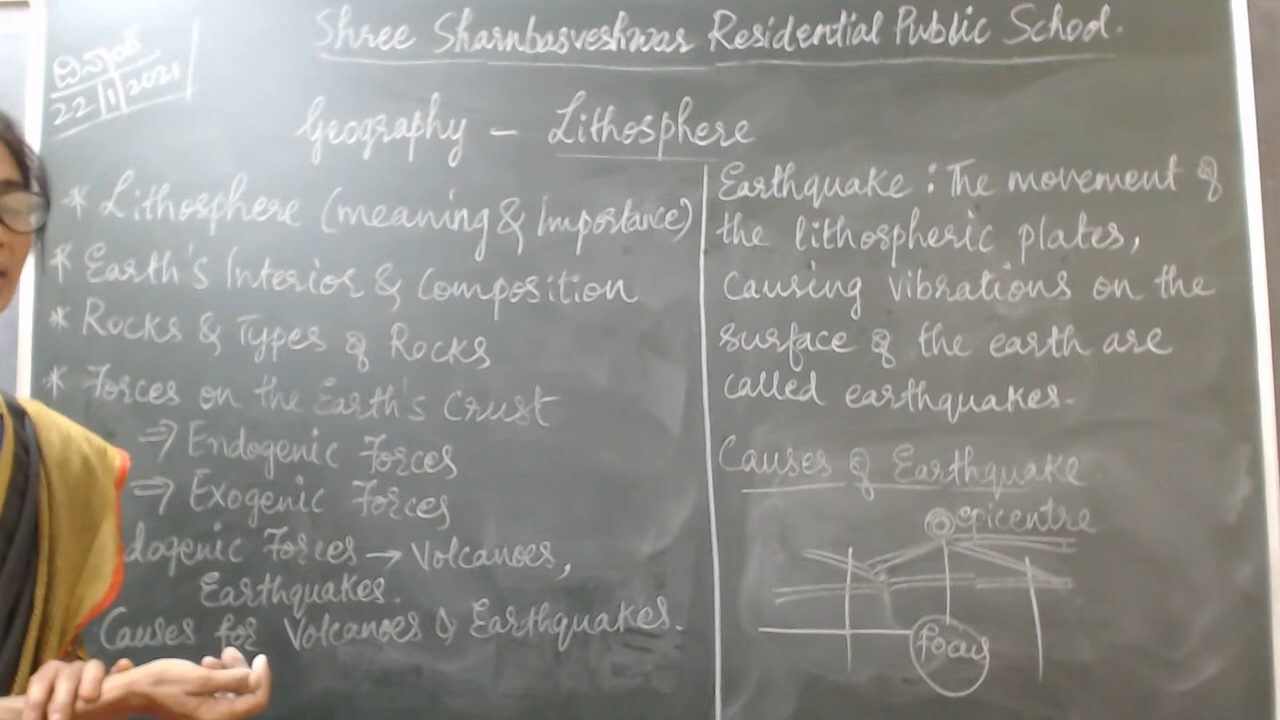 Shree Sharnbasveshwar Residential Public School.
ದಿನಾಂಕ
22/1/2021
Geography - Lithosphere
* Lithosphere (meaning & Importance)
* Earth's Interior & Composition
* Rocks & Types of Rocks
* Forces on the Earth's Crust
⇒ Endogenic Forces
⇒ Exogenic Forces
dogenic Forces → Volcanoes,
Earthquakes.
Causes for Volcanoes & Earthquakes.
Earthquake : The movement of
the lithospheric plates,
causing vibrations on the
surface of the earth are
called earthquakes.
Causes of Earthquake
epicentre
focus